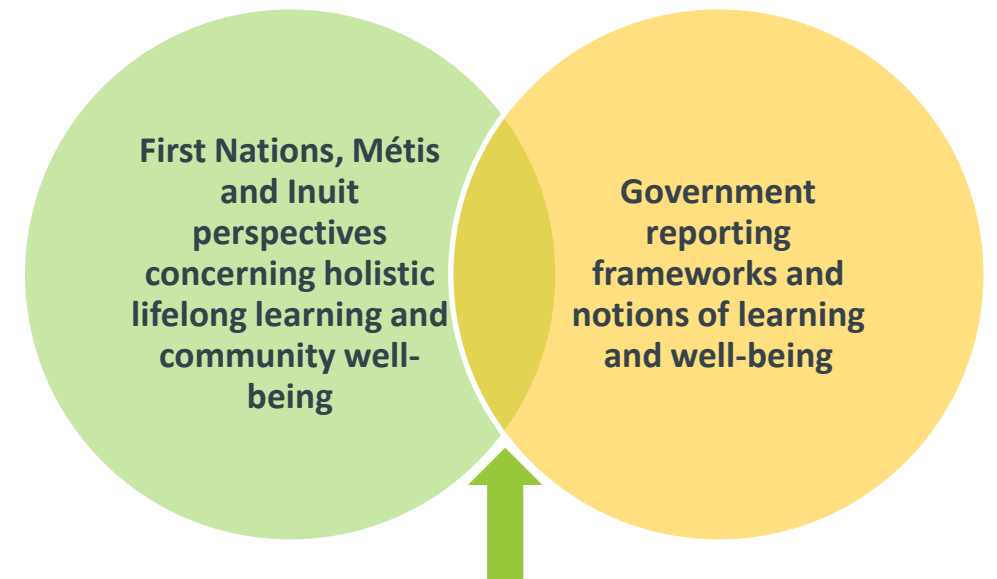 First Nations, Métis
and Inuit
perspectives
concerning holistic
lifelong learning and
community well-
being
Government
reporting
frameworks and
notions of learning
and well-being